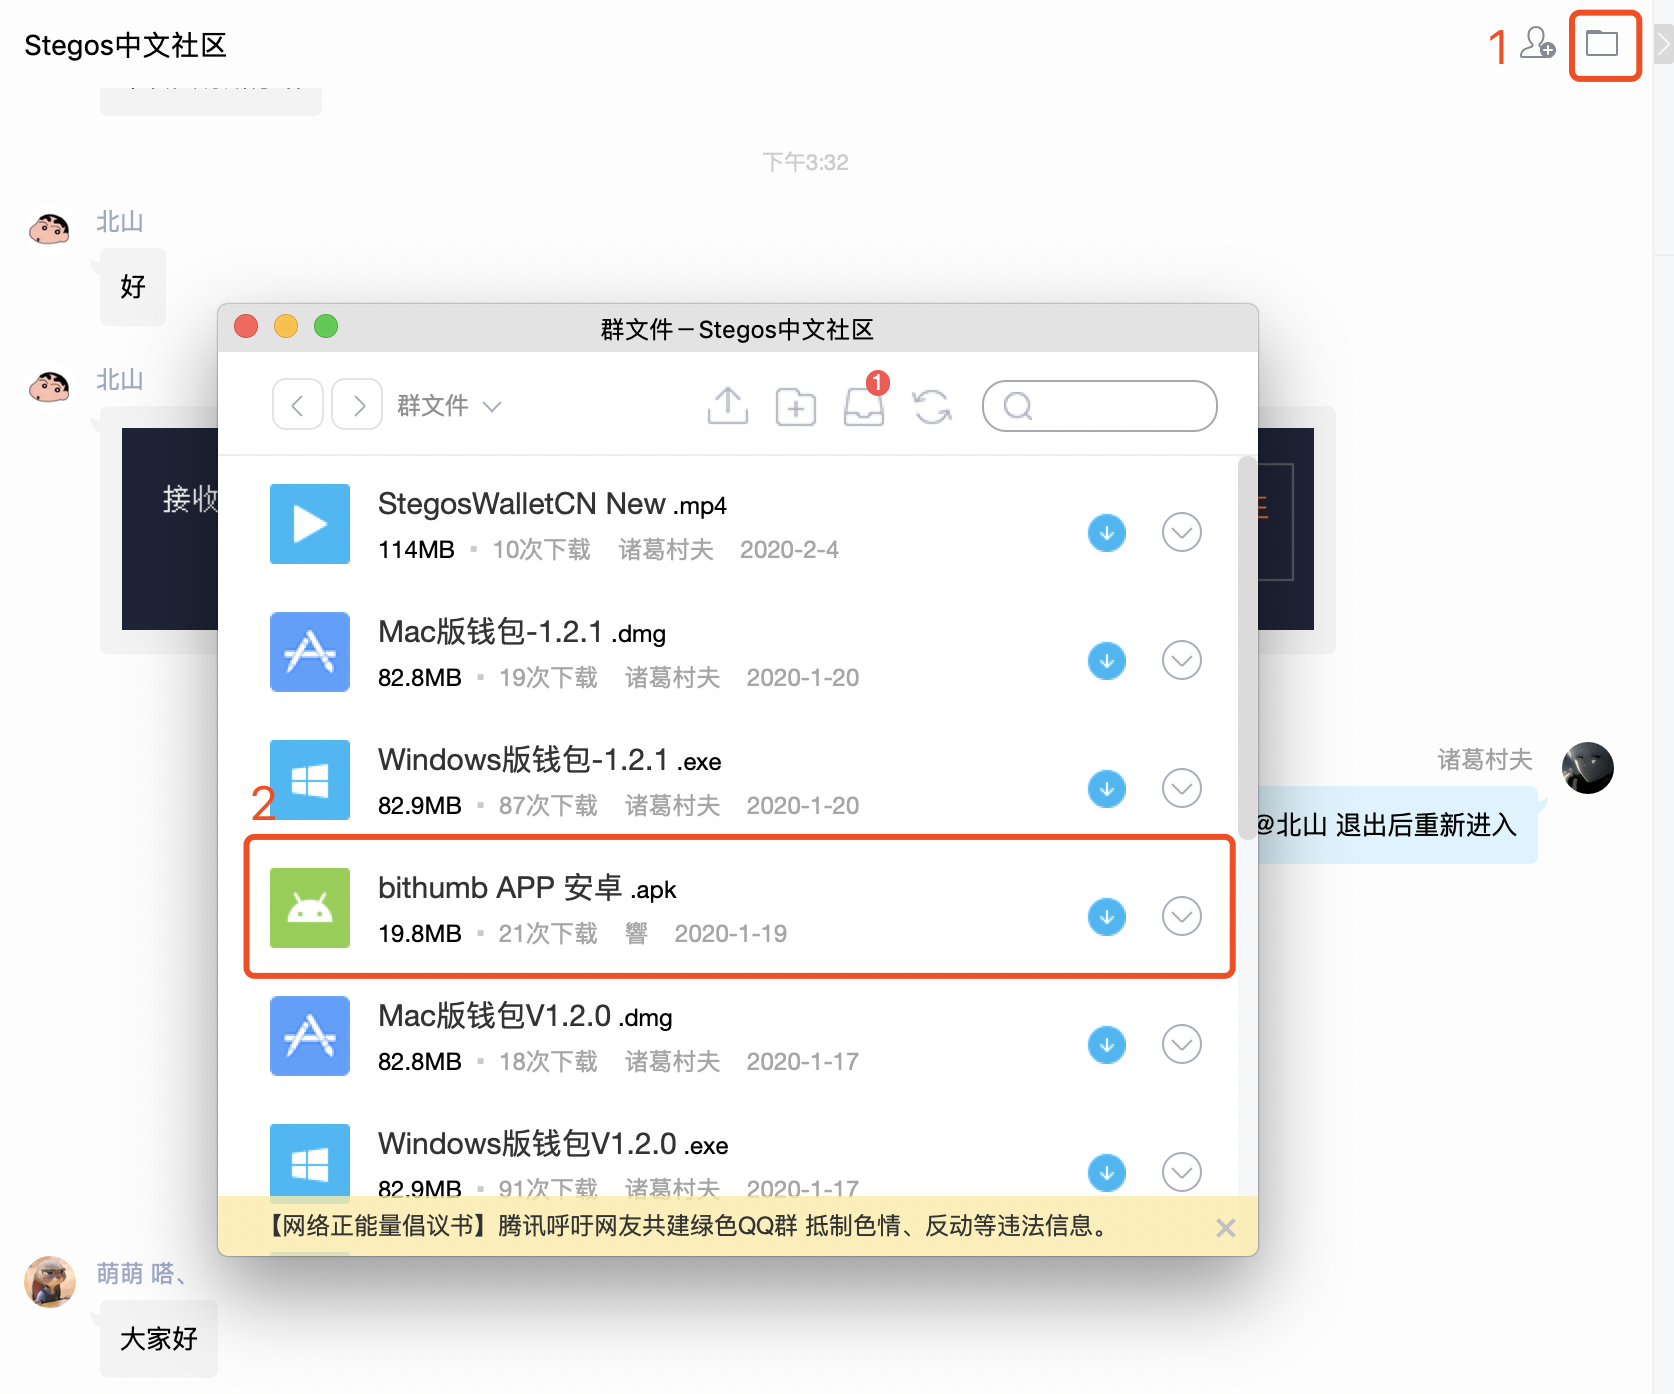 Stegos中文社区
1
下午3:32
北山
好
北山
接收
群文件－Stegos中文社区
群文件
1
StegosWalletCN New .mp4
114MB 10次下载 诸葛村夫 2020-2-4
Mac版钱包-1.2.1 .dmg
82.8MB 19次下载 诸葛村夫 2020-1-20
Windows版钱包-1.2.1 .exe
82.9MB 87次下载 诸葛村夫 2020-1-20
2
诸葛村夫
@北山 退出后重新进入
bithumb APP 安卓 .apk
19.8MB 21次下载 響 2020-1-19
Mac版钱包V1.2.0 .dmg
82.8MB 18次下载 诸葛村夫 2020-1-17
Windows版钱包V1.2.0 .exe
82.9MB 91次下载 诸葛村夫 2020-1-17
【网络正能量倡议书】腾讯呼吁网友共建绿色QQ群 抵制色情、反动等违法信息。
萌萌 嗒、
大家好